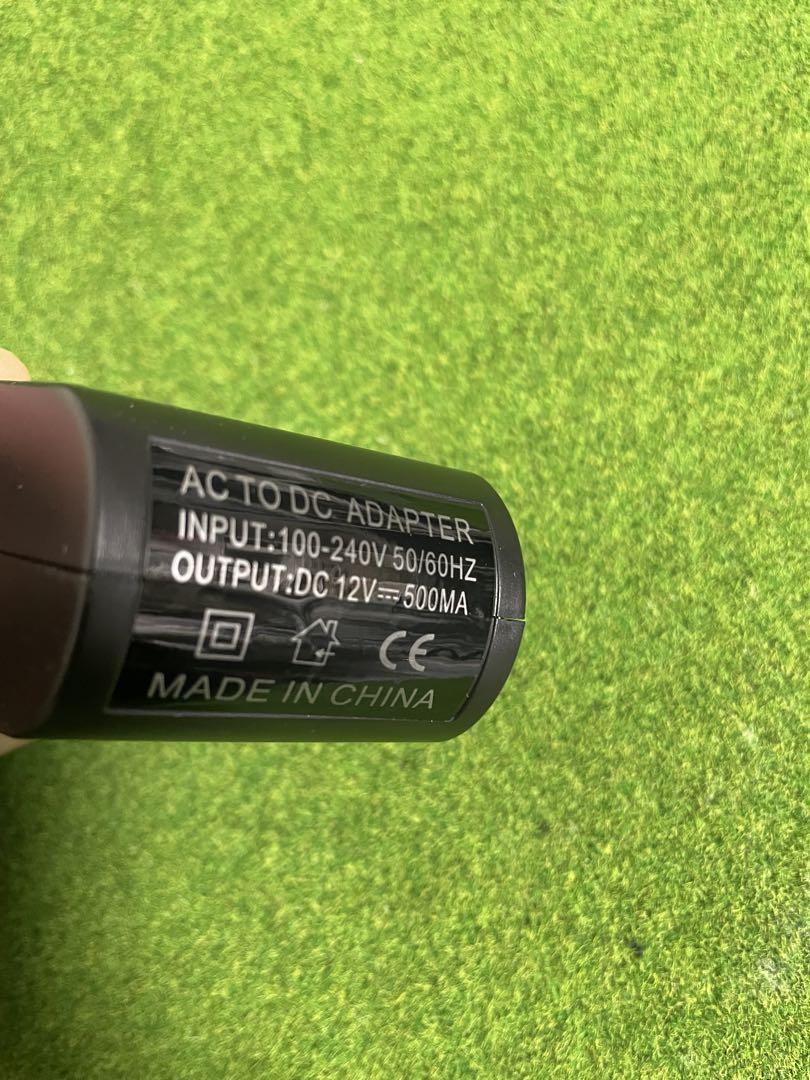 AC TO DC ADAPTER
INPUT:100-240V 50/60HZ
OUTPUT:DC 12V⎓500MA
CE
MADE IN CHINA